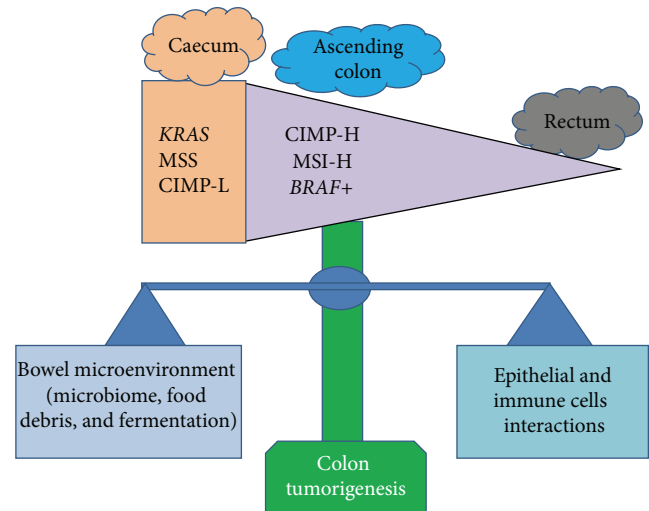 Caecum
Ascending
colon
Rectum
KRAS
MSS
CIMP-L
CIMP-H
MSI-H
BRAF+
Bowel microenvironment
(microbiome, food
debris, and fermentation)
Epithelial and
immune cells
interactions
Colon
tumorigenesis